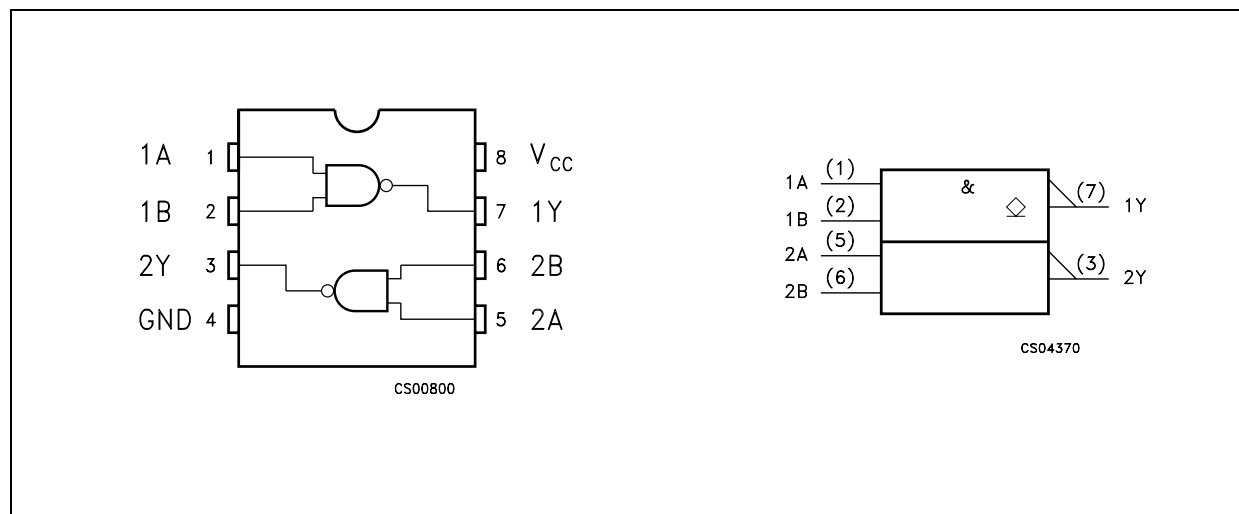 1A 1 8 VCC
1B 2 7 1Y
2Y 3 6 2B
GND 4 5 2A
CS00800
&
1A (1) (7) 1Y
1B (2)
2A (5) (3) 2Y
2B (6)
CS04370